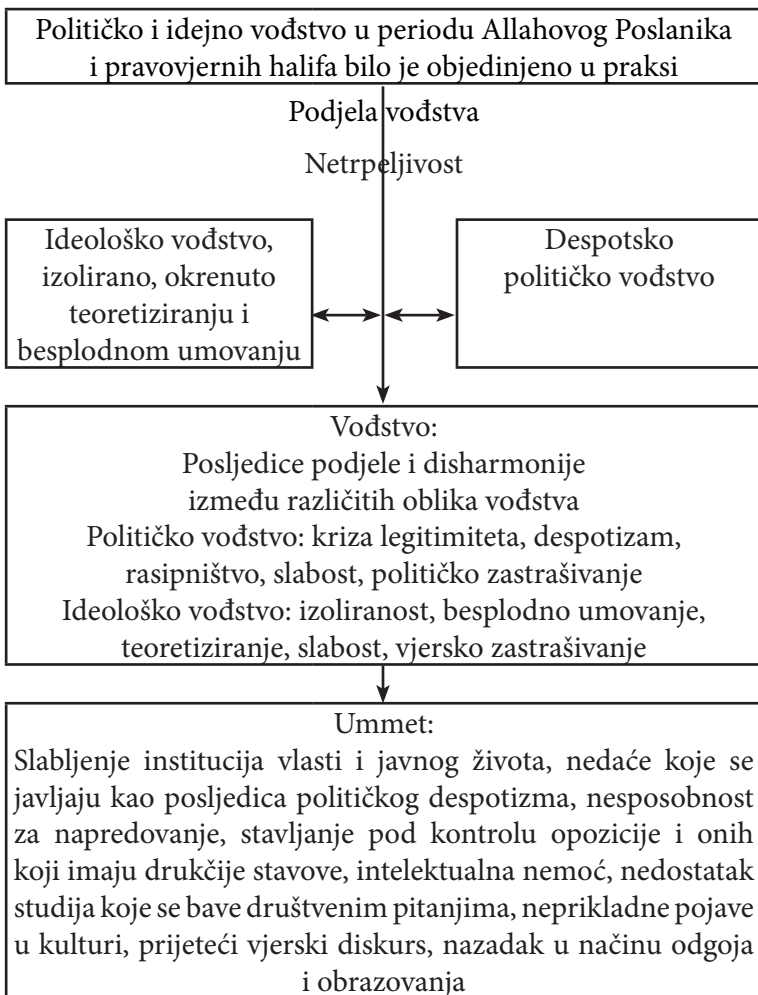 Političko i idejno vođstvo u periodu Allahovog Poslanika
i pravovjernih halifa bilo je objedinjeno u praksi
Podjela vođstva
Netrpeljivost
Ideološko vođstvo,
izolirano, okrenuto
teoretiziranju i
besplodnom umovanju
Despotsko
političko vođstvo
Vođstvo:
Posljedice podjele i disharmonije
između različitih oblika vođstva
Političko vođstvo: kriza legitimiteta, despotizam,
rasipništvo, slabost, političko zastrašivanje
Ideološko vođstvo: izoliranost, besplodno umovanje,
teoretiziranje, slabost, vjersko zastrašivanje
Ummet:
Slabljenje institucija vlasti i javnog života, nedaće koje se
javljaju kao posljedica političkog despotizma, nesposobnost
za napredovanje, stavljanje pod kontrolu opozicije i onih
koji imaju drukčije stavove, intelektualna nemoć, nedostatak
studija koje se bave društvenim pitanjima, neprikladne pojave
u kulturi, prijeteći vjerski diskurs, nazadak u načinu odgoja
i obrazovanja